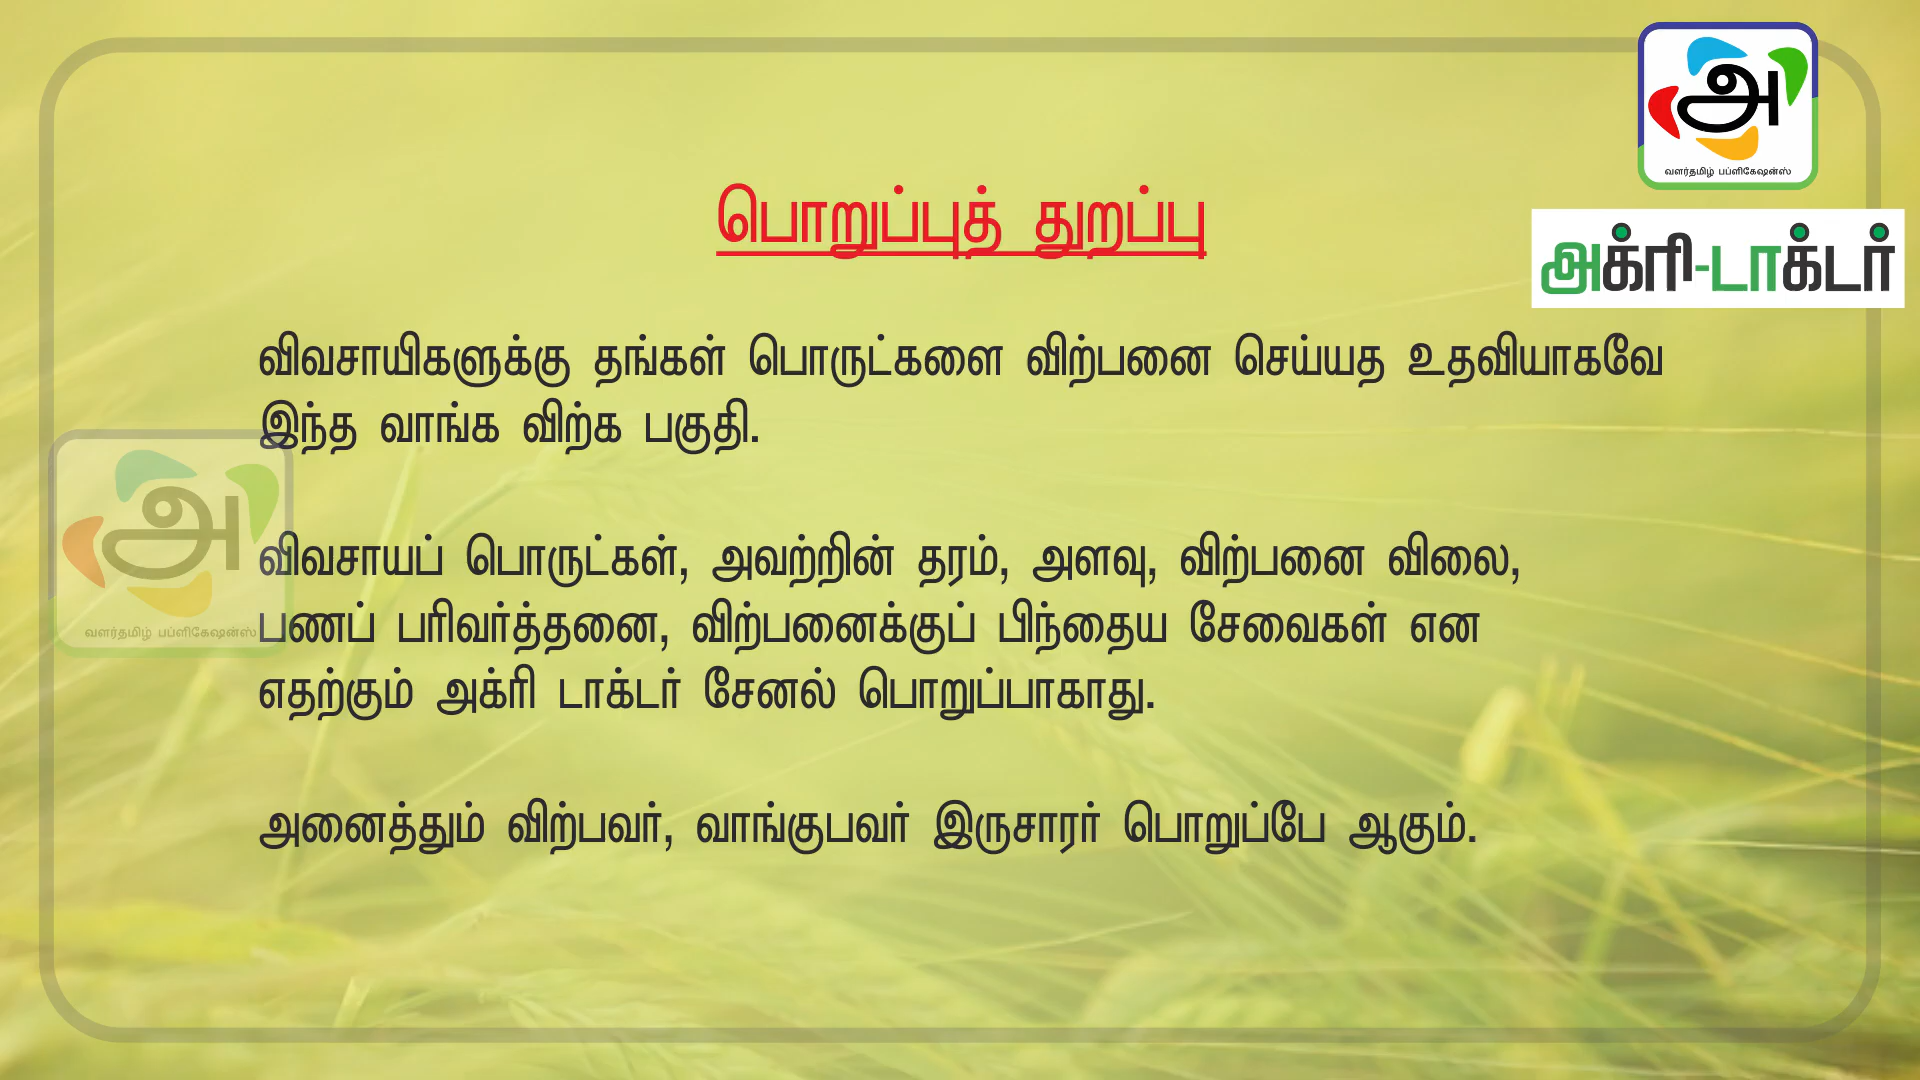 அ
வளர்தமிழ் பப்ளிகேஷன்ஸ்
பொறுப்புத் துறப்பு
அக்ரி-டாக்டர்
விவசாயிகளுக்கு தங்கள் பொருட்களை விற்பனை செய்யத உதவியாகவே
இந்த வாங்க விற்க பகுதி.
அ
விவசாயப் பொருட்கள், அவற்றின் தரம், அளவு, விற்பனை விலை,
பணப் பரிவர்த்தனை, விற்பனைக்குப் பிந்தைய சேவைகள் என
வளர்தமிழ் பப்ளிகேஷன்ஸ்
எதற்கும் அக்ரி டாக்டர் சேனல் பொறுப்பாகாது.
அனைத்தும் விற்பவர், வாங்குபவர் இருசாரர் பொறுப்பே ஆகும்.